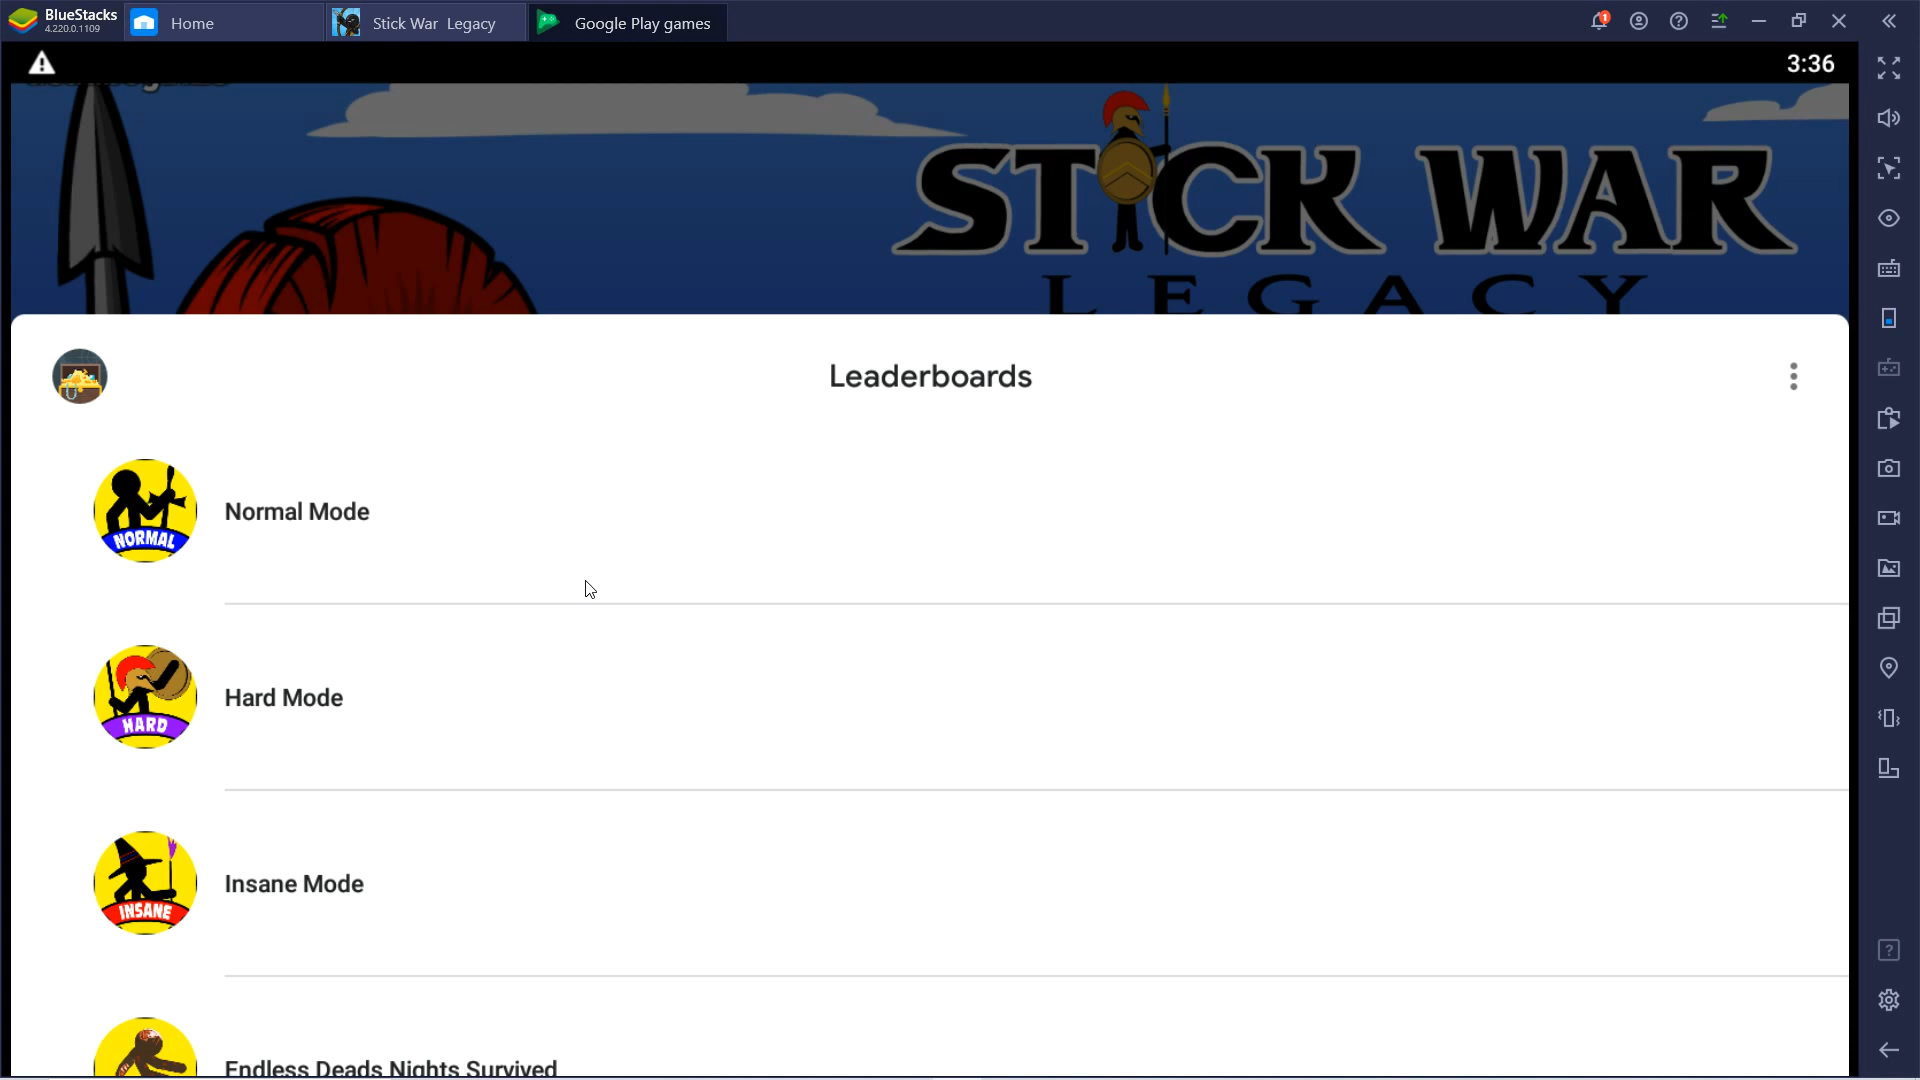 BlueStacks
4.220.0.1109
Home
Stick War Legacy
Google Play games
1
3:36
STICK WAR
LEGACY
Leaderboards
NORMAL
Normal Mode
HARD
Hard Mode
INSANE
Insane Mode
Endless Deads Nights Survived